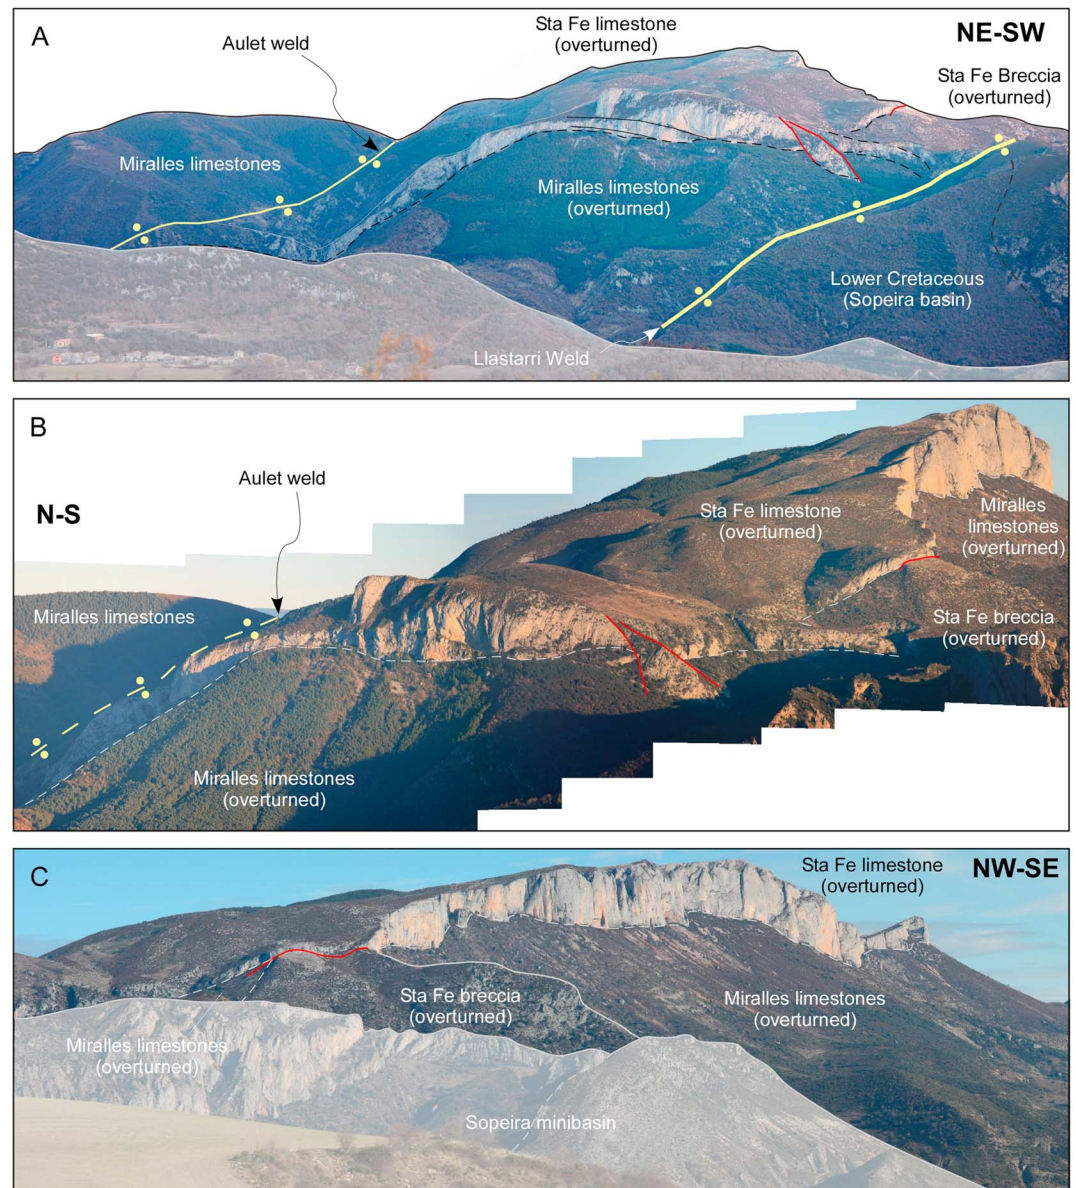 A
Sta Fe limestone
(overturned)
NE-SW
Aulet weld
Sta Fe Breccia
(overturned)
Miralles limestones
Miralles limestones
(overturned)
Lower Cretaceous
(Sopeira basin)
Llastarri Weld
B
Aulet weld
N-S
Sta Fe limestone
(overturned)
Miralles
limestones
(overturned)
Miralles limestones
Sta Fe breccia
(overturned)
Miralles limestones
(overturned)
C
Sta Fe limestone
(overturned)
NW-SE
Sta Fe breccia
(overturned)
Miralles limestones
(overturned)
Miralles limestones
(overturned)
Sopeira minibasin